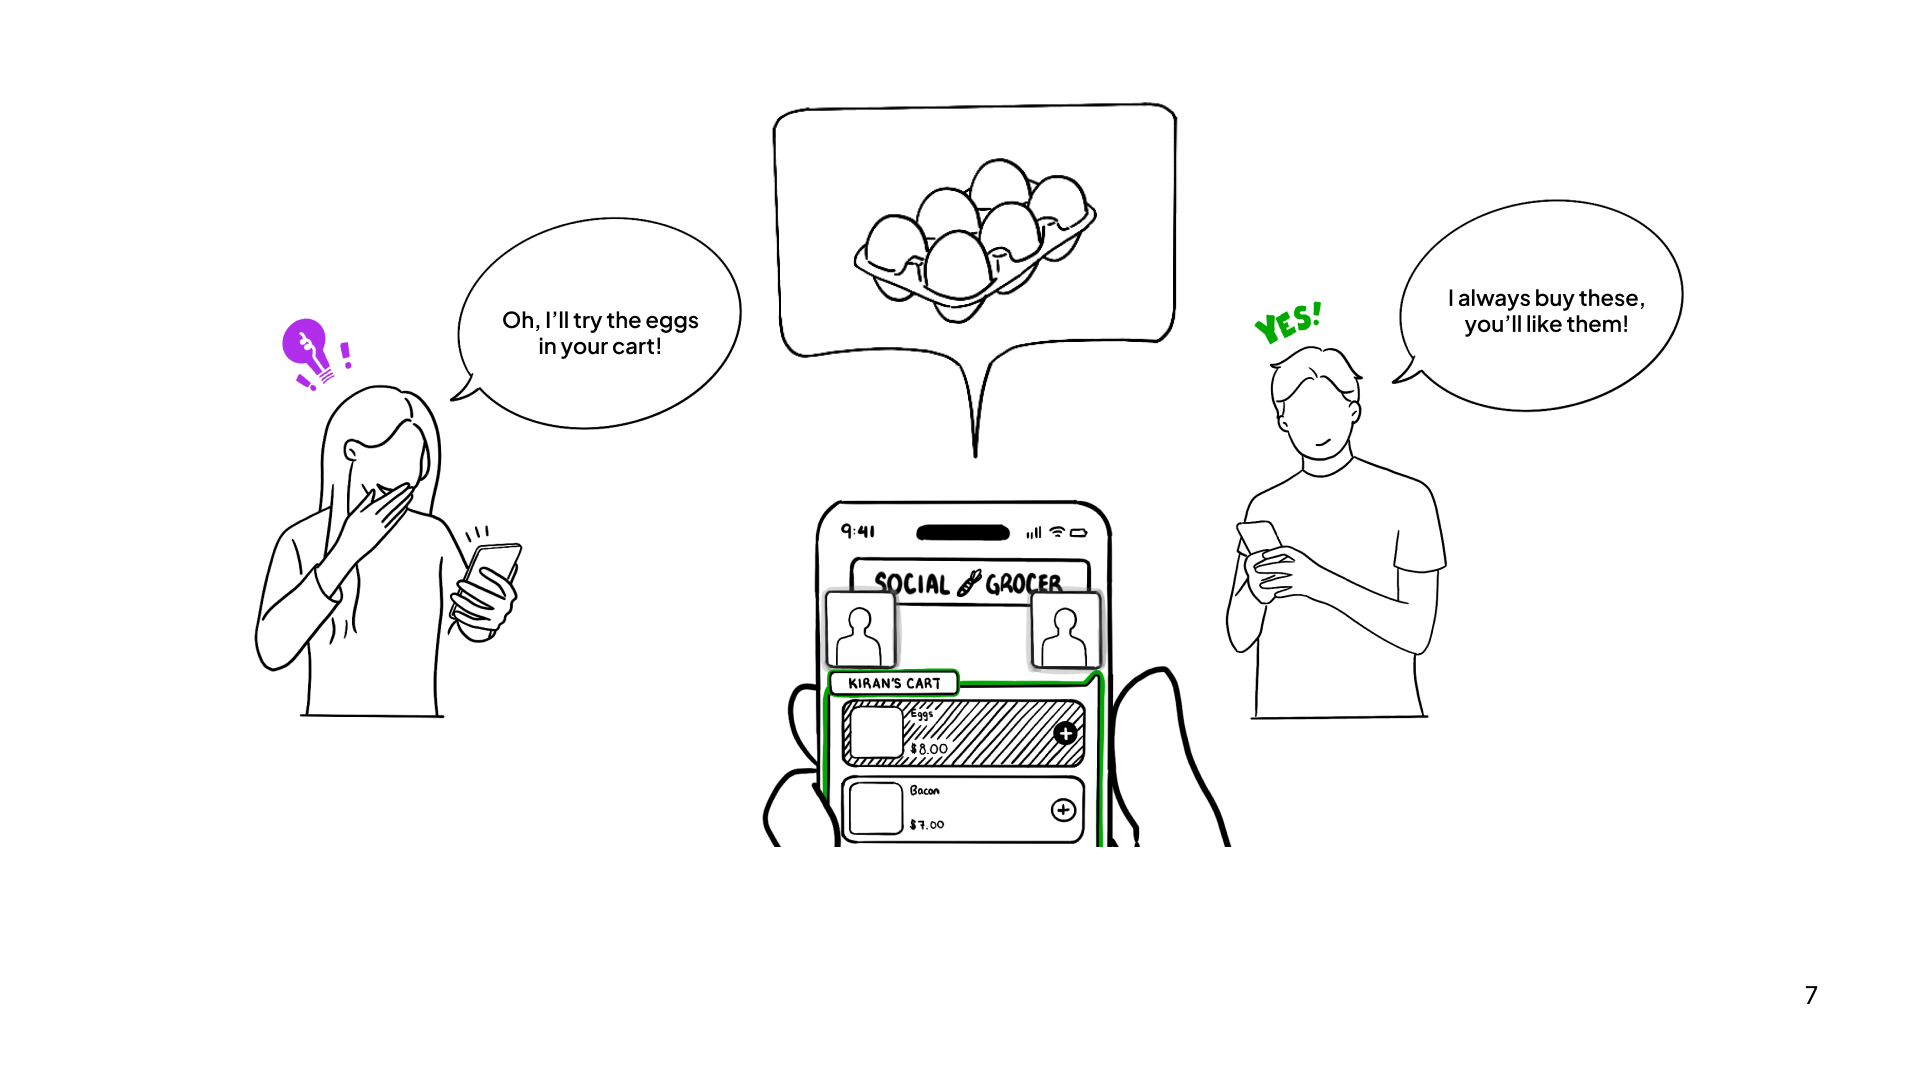 Oh, I'll try the eggs
in your cart!
YES!
I always buy these,
you'll like them!
9:41
SOCIAL GROCER
KIRAN'S CART
Eggs
$8.00
Bacon
$7.00
7